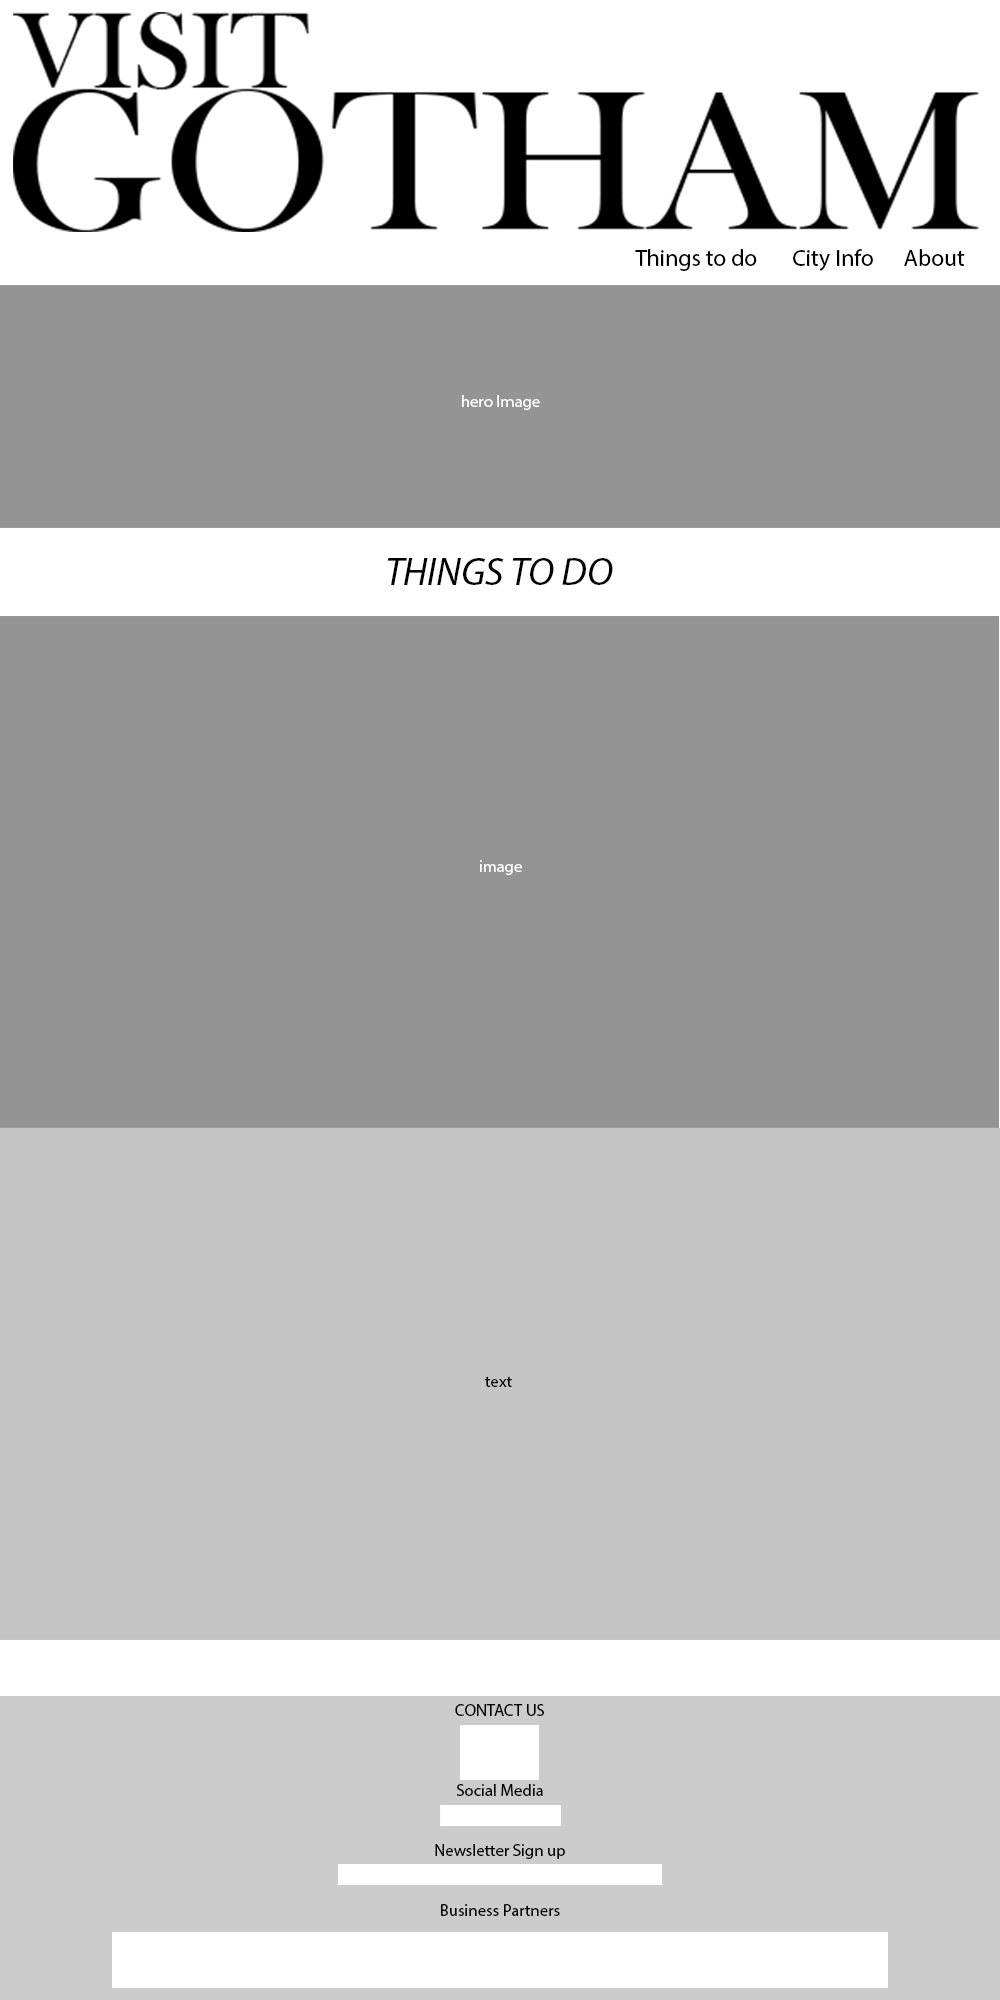 VISIT
GOTHAM
Things to do City Info About
hero Image
THINGS TO DO
image
text
CONTACT US
Social Media
Newsletter Sign up
Business Partners